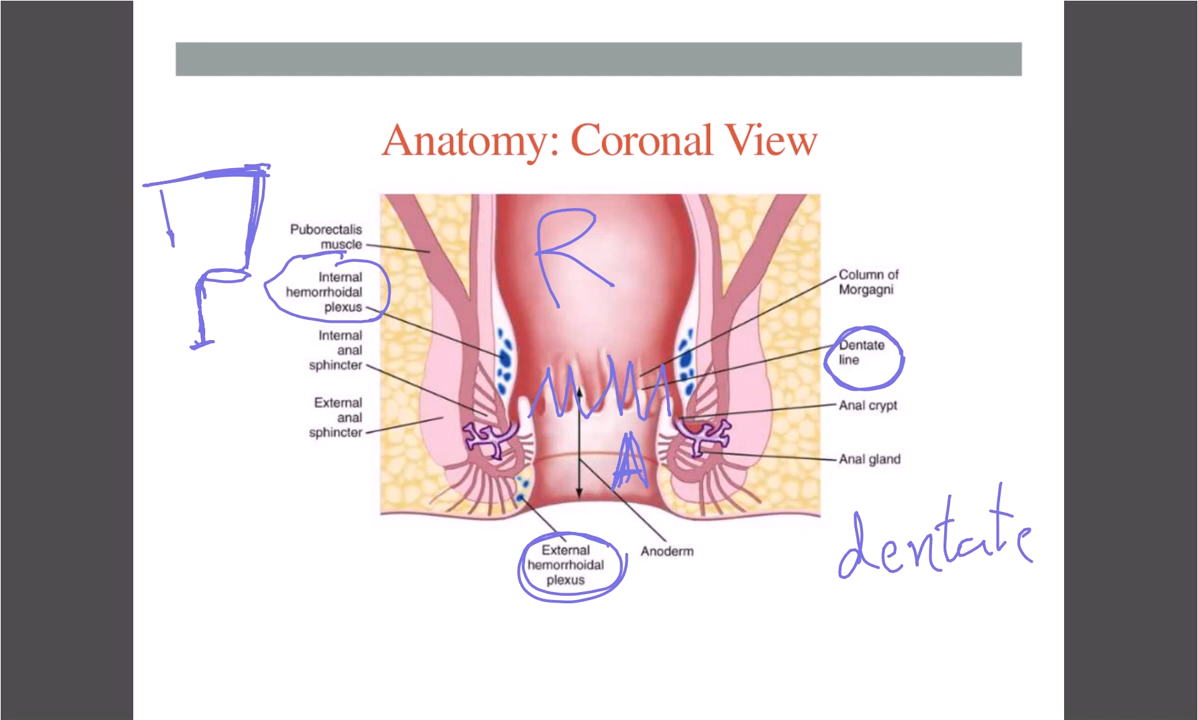 Anatomy: Coronal View
Puborectalis
muscle
Internal
hemorrhoidal
plexus
Internal
anal
sphincter
External
anal
sphincter
R
A
Column of
Morgagni
Dentate
line
Anal crypt
Anal gland
External
hemorrhoidal
plexus
Anoderm
dentate